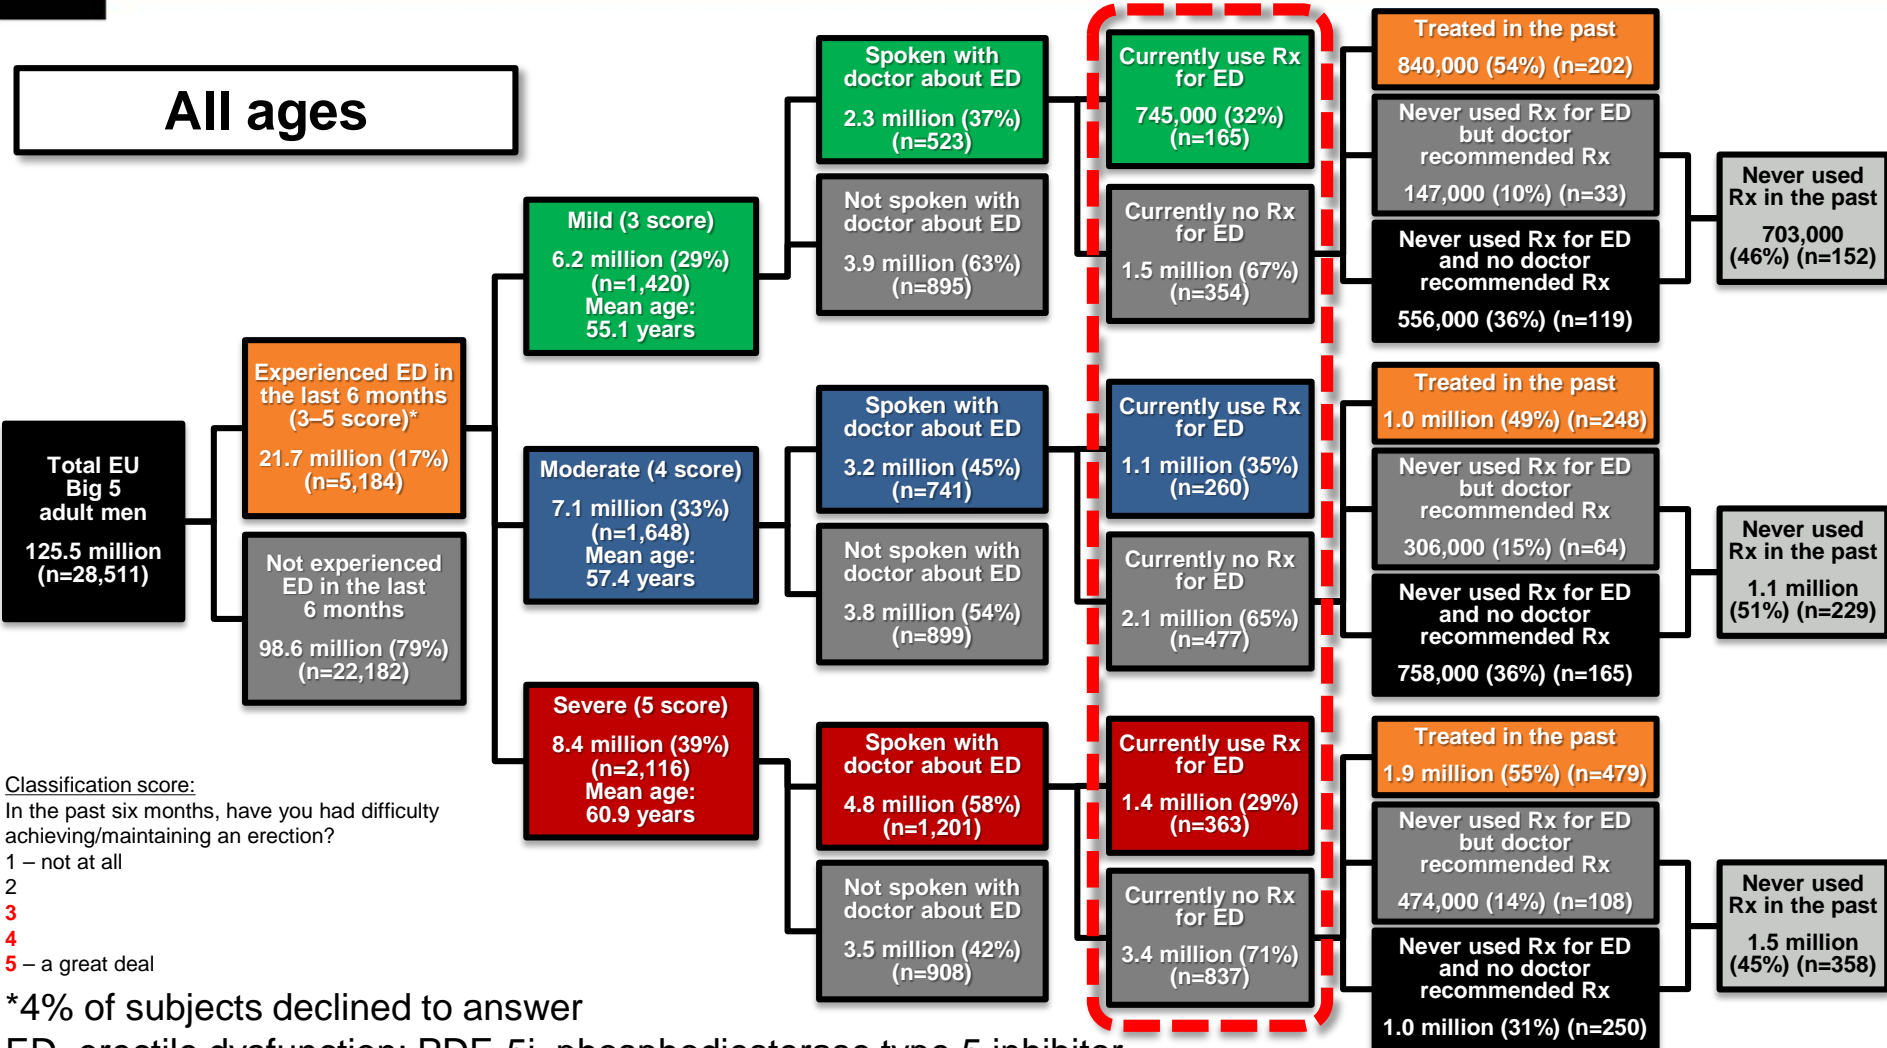 All ages
Total EU
Big 5
adult men
125.5 million
(n=28,511)
Experienced ED in
the last 6 months
(3–5 score)*
21.7 million (17%)
(n=5,184)
Not experienced
ED in the last
6 months
98.6 million (79%)
(n=22,182)
Mild (3 score)
6.2 million (29%)
(n=1,420)
Mean age:
55.1 years
Moderate (4 score)
7.1 million (33%)
(n=1,648)
Mean age:
57.4 years
Severe (5 score)
8.4 million (39%)
(n=2,116)
Mean age:
60.9 years
Spoken with
doctor about ED
2.3 million (37%)
(n=523)
Not spoken with
doctor about ED
3.9 million (63%)
(n=895)
Spoken with
doctor about ED
3.2 million (45%)
(n=741)
Not spoken with
doctor about ED
3.8 million (54%)
(n=899)
Spoken with
doctor about ED
4.8 million (58%)
(n=1,201)
Not spoken with
doctor about ED
3.5 million (42%)
(n=908)
Currently use Rx
for ED
745,000 (32%)
(n=165)
Currently no Rx
for ED
1.5 million (67%)
(n=354)
Currently use Rx
for ED
1.1 million (35%)
(n=260)
Currently no Rx
for ED
2.1 million (65%)
(n=477)
Currently use Rx
for ED
1.4 million (29%)
(n=363)
Currently no Rx
for ED
3.4 million (71%)
(n=837)
Treated in the past
840,000 (54%) (n=202)
Never used Rx for ED
but doctor
recommended Rx
147,000 (10%) (n=33)
Never used Rx for ED
and no doctor
recommended Rx
556,000 (36%) (n=119)
Treated in the past
1.0 million (49%) (n=248)
Never used Rx for ED
but doctor
recommended Rx
306,000 (15%) (n=64)
Never used Rx for ED
and no doctor
recommended Rx
758,000 (36%) (n=165)
Treated in the past
1.9 million (55%) (n=479)
Never used Rx for ED
but doctor
recommended Rx
474,000 (14%) (n=108)
Never used Rx for ED
and no doctor
recommended Rx
1.0 million (31%) (n=250)
Never used
Rx in the past
703,000
(46%) (n=152)
Never used
Rx in the past
1.1 million
(51%) (n=229)
Never used
Rx in the past
1.5 million
(45%) (n=358)
Classification score:
In the past six months, have you had difficulty
achieving/maintaining an erection?
1 – not at all
2
3
4
5 – a great deal
*4% of subjects declined to answer
ED, erectile dysfunction; PDE-5i, phosphodiesterase type 5 inhibitor